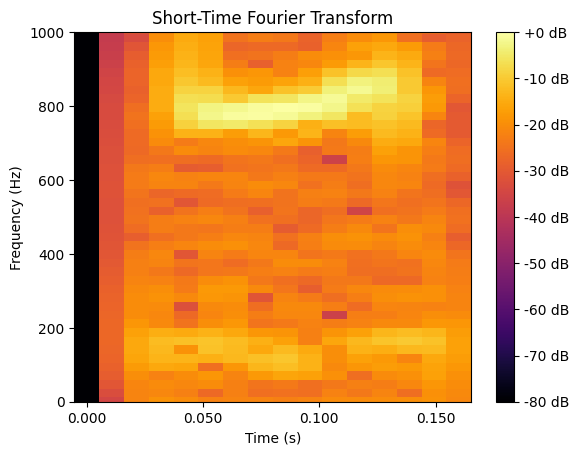 Short-Time Fourier Transform
1000
800
600
400
200
0
Frequency (Hz)
0.000
0.050
0.100
0.150
Time (s)
+0 dB
-10 dB
-20 dB
-30 dB
-40 dB
-50 dB
-60 dB
-70 dB
-80 dB